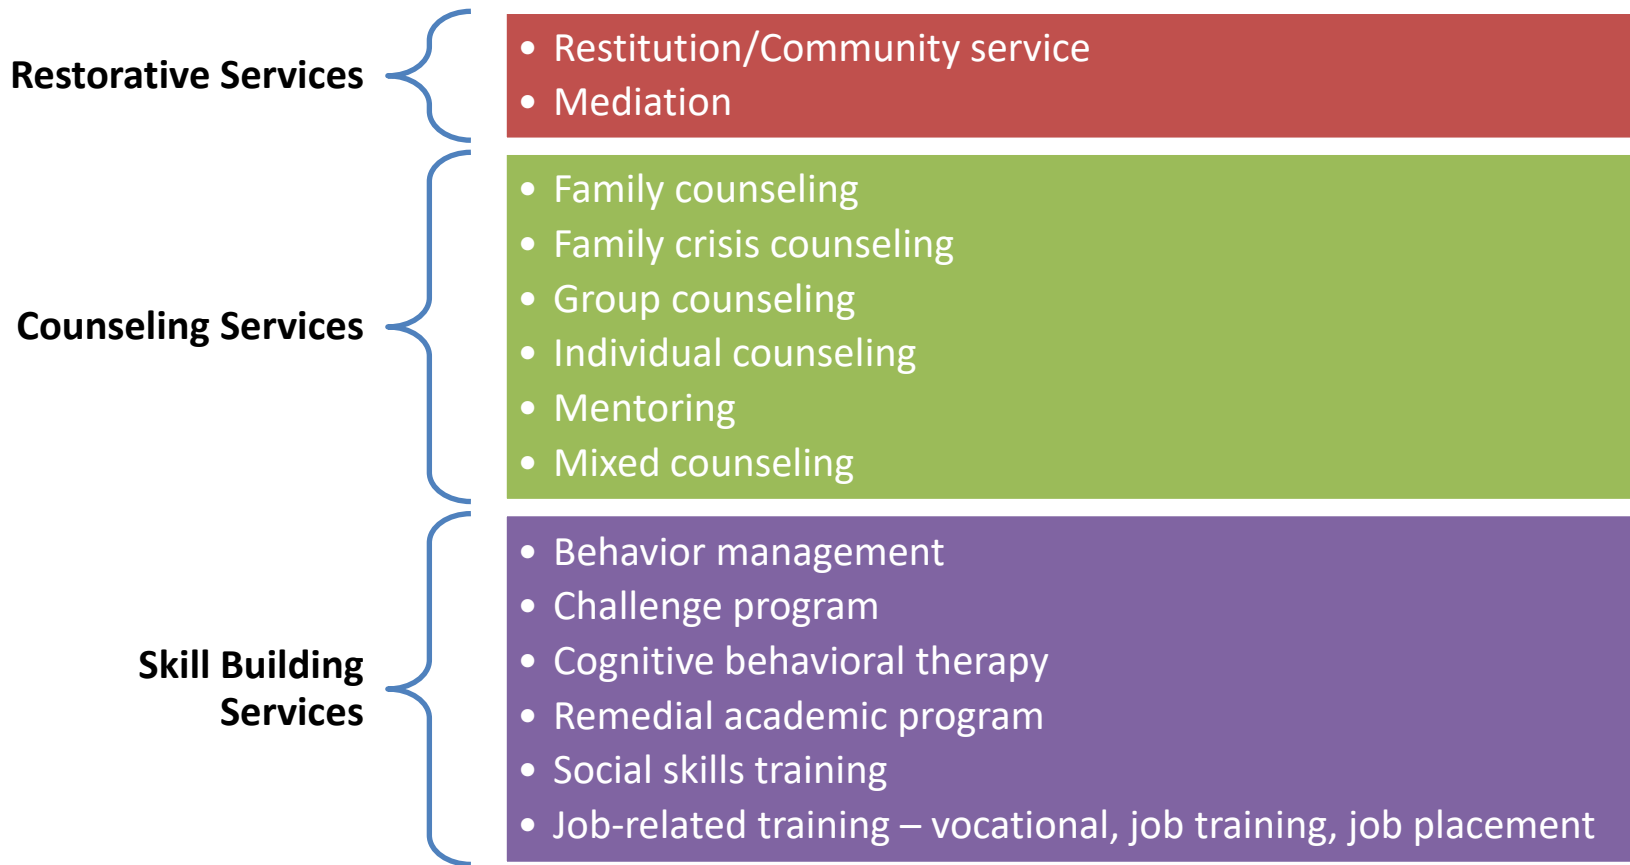 Restorative Services
• Restitution/Community service
• Mediation
Counseling Services
• Family counseling
• Family crisis counseling
• Group counseling
• Individual counseling
• Mentoring
• Mixed counseling
Skill Building
Services
• Behavior management
• Challenge program
• Cognitive behavioral therapy
• Remedial academic program
• Social skills training
• Job-related training – vocational, job training, job placement